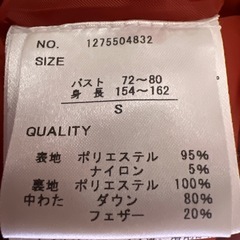 NO. 1275504832
SIZE
バスト 72~80
身長 154~162
S
QUALITY
表地 ポリエステル 95%
ナイロン 5%
裏地 ポリエステル 100%
中わた ダウン 80%
フェザー 20%